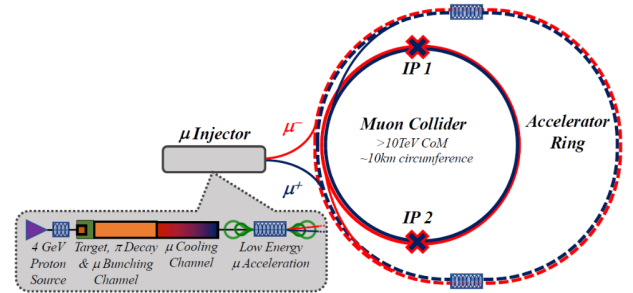 IP 1
μ Injector
μ−
Muon Collider
>10TeV CoM
~10km circumference
Accelerator
Ring
μ+
IP 2
4 GeV
Proton
Source
Target, π Decay
& μ Bunching
Channel
μ Cooling
Channel
Low Energy
μ Acceleration